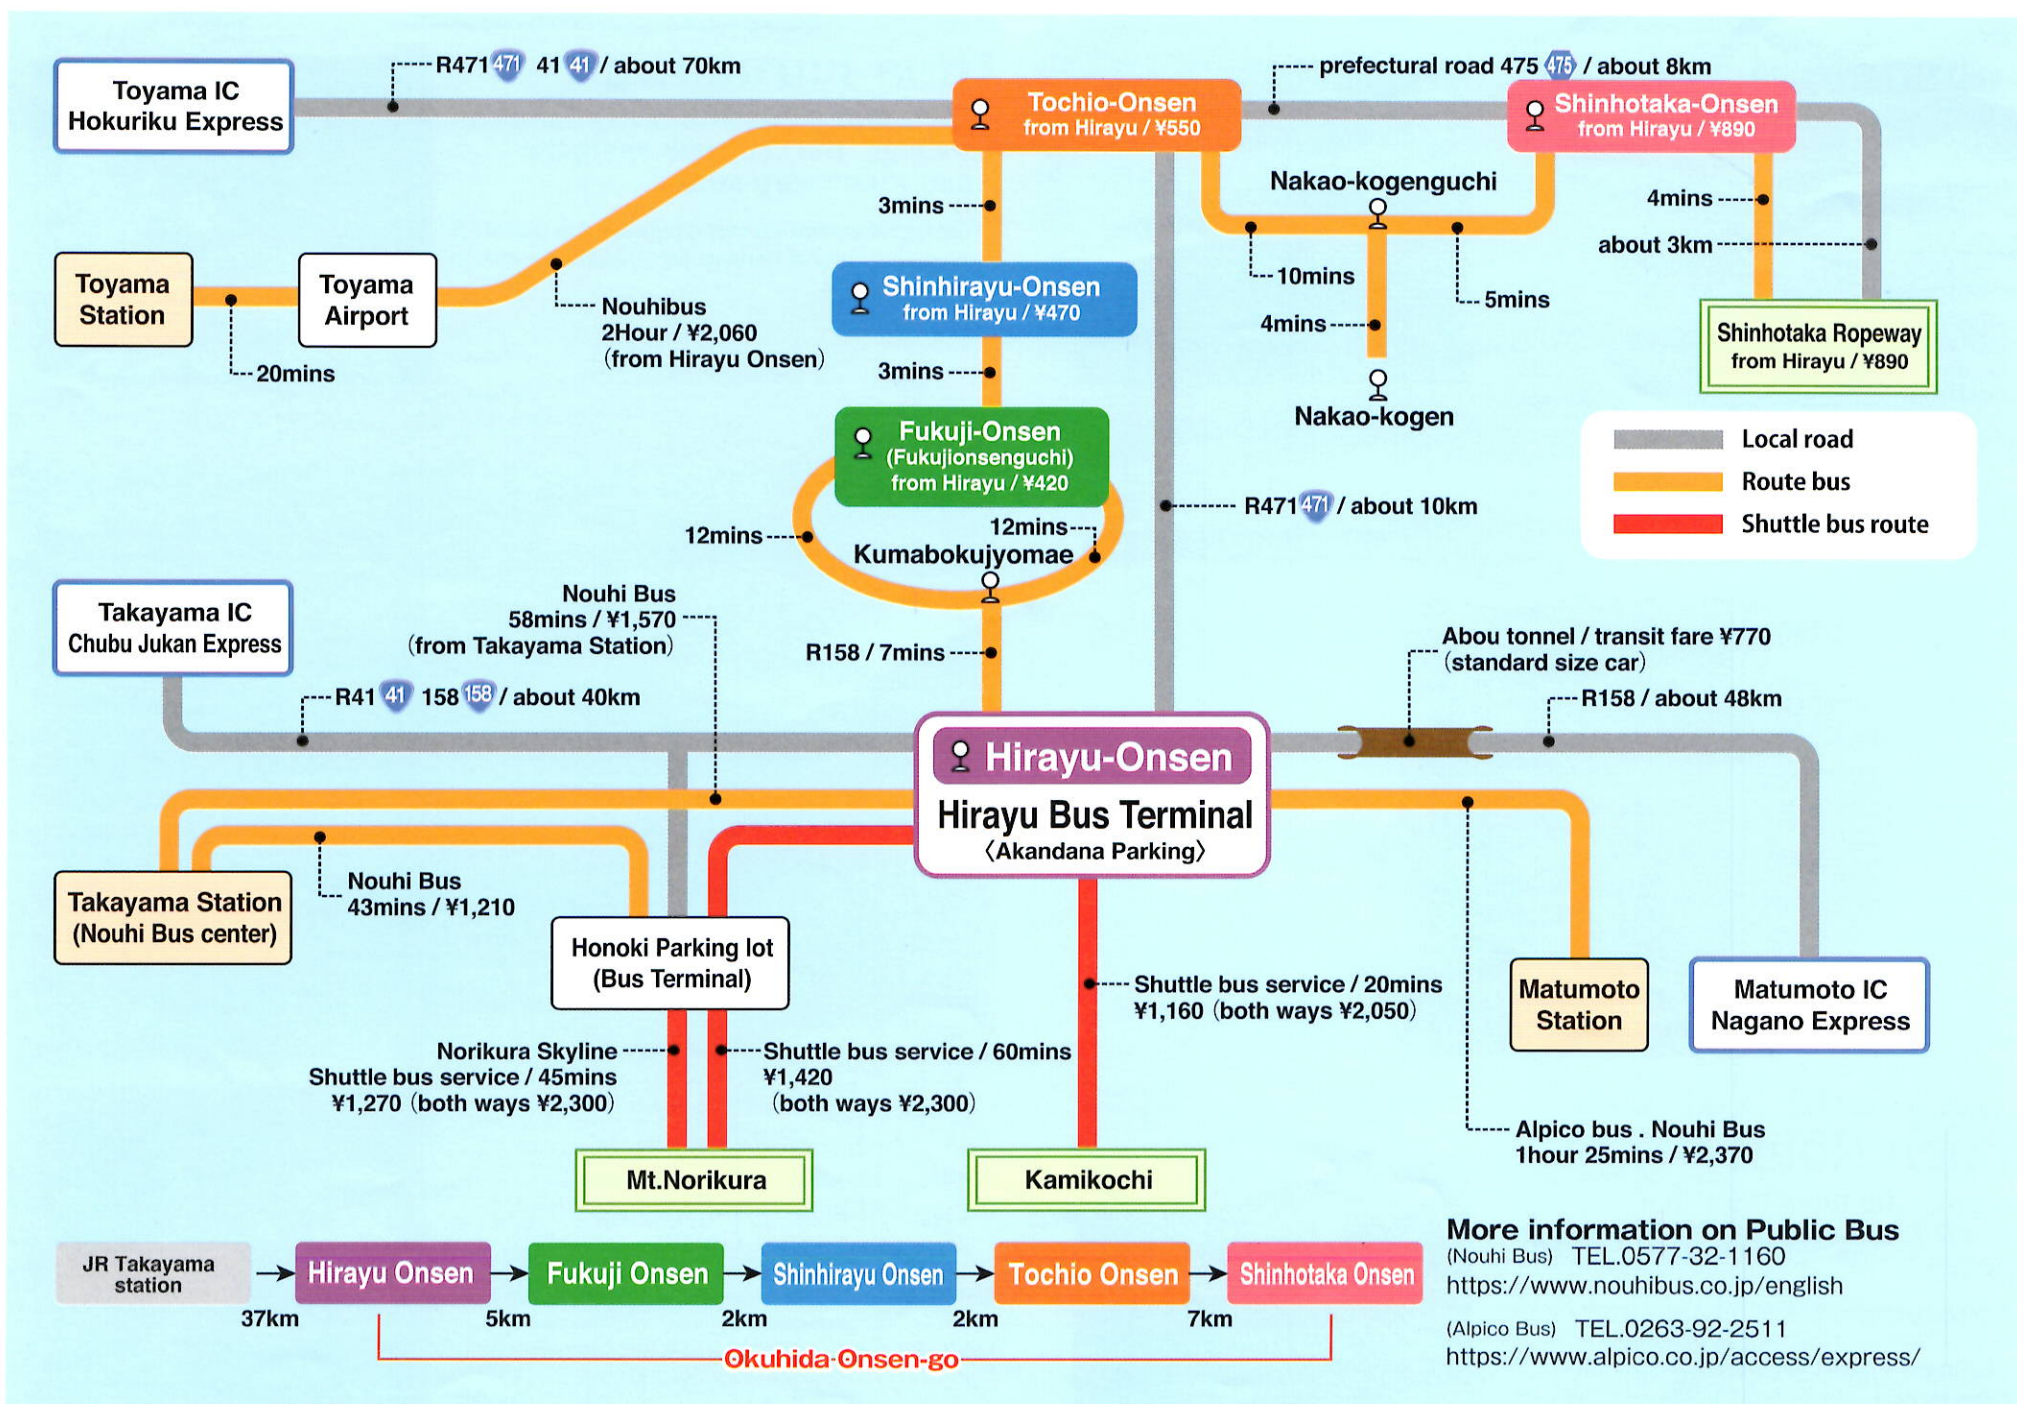 Toyama IC
Hokuriku Express
R471 471 41 41 / about 70km
Tochio-Onsen
from Hirayu / ¥550
prefectural road 475 475 / about 8km
Shinhotaka-Onsen
from Hirayu / ¥890
Nakao-kogenguchi
3mins
4mins
about 3km
Toyama
Station
Toyama
Airport
20mins
Nouhibus
2Hour / ¥2,060
(from Hirayu Onsen)
Shinhirayu-Onsen
from Hirayu / ¥470
10mins
5mins
4mins
Nakao-kogen
Shinhotaka Ropeway
from Hirayu / ¥890
3mins
Fukuji-Onsen
(Fukujionsenguchi)
from Hirayu / ¥420
Local road
Route bus
Shuttle bus route
R471 471 / about 10km
12mins
12mins
Kumabokujyomae
R158 / 7mins
Takayama IC
Chubu Jukan Express
Nouhi Bus
58mins / ¥1,570
(from Takayama Station)
R41 41 158 158 / about 40km
Abou tonnel / transit fare ¥770
(standard size car)
R158 / about 48km
Hirayu-Onsen
Hirayu Bus Terminal
〈Akandana Parking〉
Takayama Station
(Nouhi Bus center)
Nouhi Bus
43mins / ¥1,210
Honoki Parking lot
(Bus Terminal)
Shuttle bus service / 20mins
¥1,160 (both ways ¥2,050)
Matumoto
Station
Matumoto IC
Nagano Express
Norikura Skyline
Shuttle bus service / 45mins
¥1,270 (both ways ¥2,300)
Shuttle bus service / 60mins
¥1,420
(both ways ¥2,300)
Alpico bus . Nouhi Bus
1hour 25mins / ¥2,370
Mt.Norikura
Kamikochi
JR Takayama
station
Hirayu Onsen
Fukuji Onsen
Shinhirayu Onsen
Tochio Onsen
Shinhotaka Onsen
37km
5km
2km
2km
7km
Okuhida-Onsen-go
More information on Public Bus
(Nouhi Bus) TEL.0577-32-1160
https://www.nouhibus.co.jp/english
(Alpico Bus) TEL.0263-92-2511
https://www.alpico.co.jp/access/express/